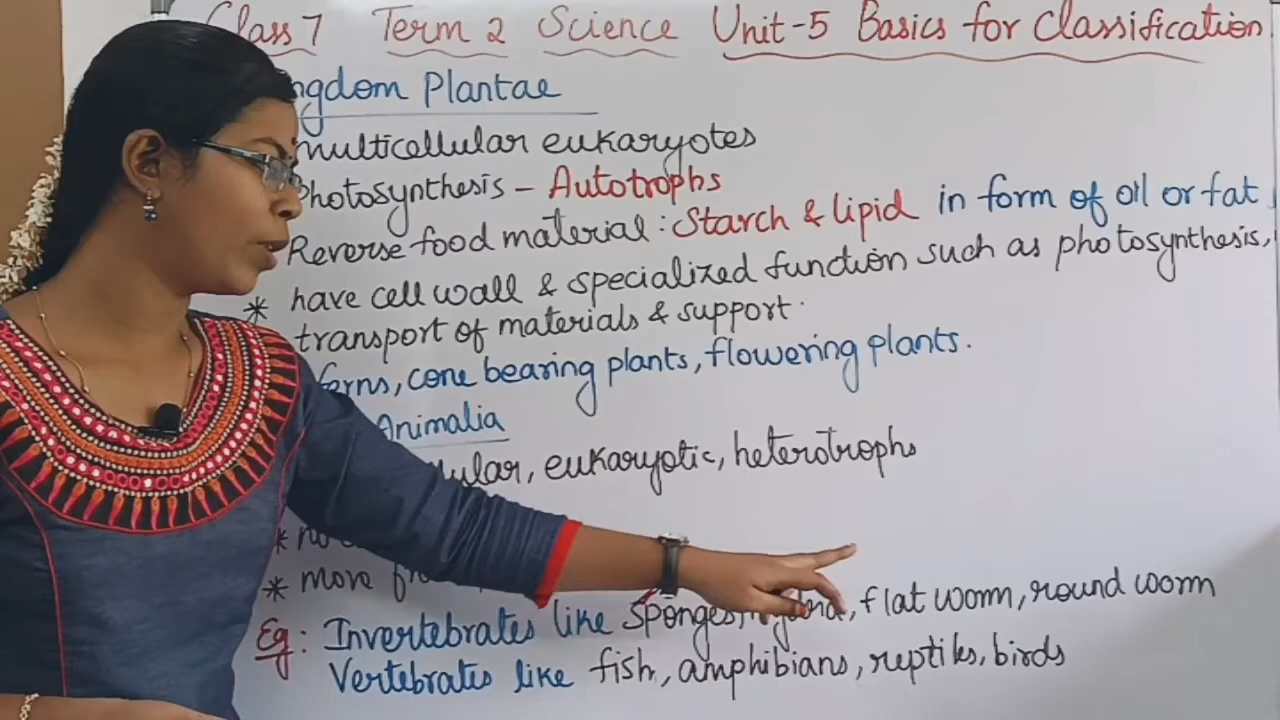 Class 7 Term 2 Science Unit-5 Basics for Classification
Plantae
multicellular eukaryotes
Photosynthesis - Autotrophs
Reverse food material: Starch & lipid in form of oil or fat
* have cell wall & specialized function such as photosynthesis,
transport of materials & support.
ferns, cone bearing plants, flowering plants.
Animalia
, eukaryotic, heterotrophs
* no
* move
Eg: Invertebrates like Sponges, hydra, flat worm, round worm
Vertebrates like fish, amphibians, reptiles, birds